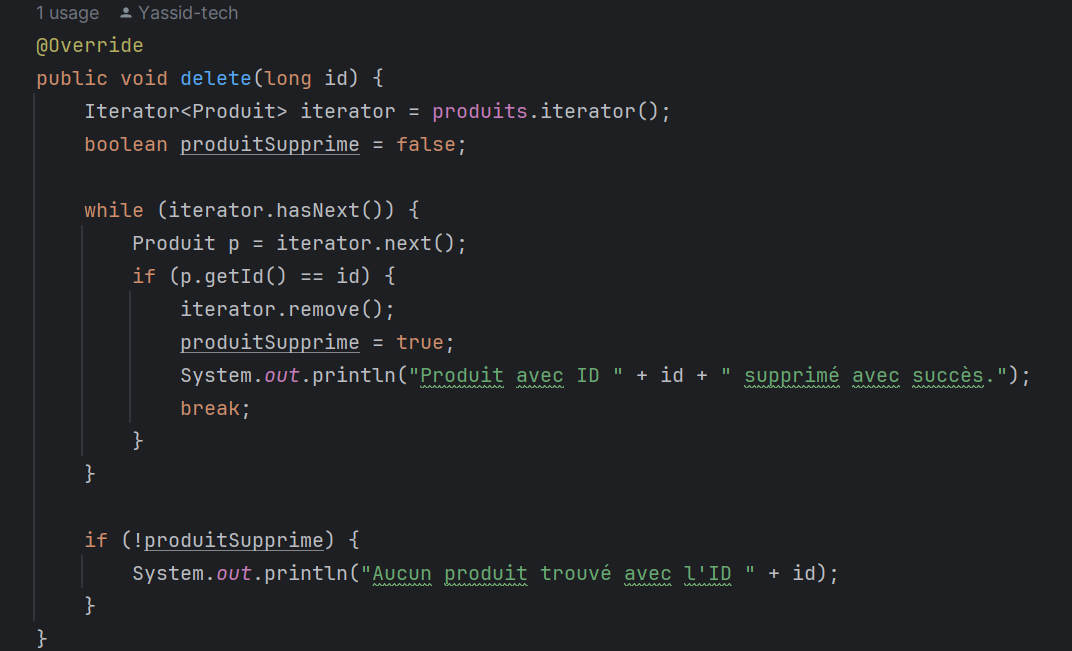 1 usage Yassid-tech
@Override
public void delete(long id) {
    Iterator<Produit> iterator = produits.iterator();
    boolean produitSupprime = false;

    while (iterator.hasNext()) {
        Produit p = iterator.next();
        if (p.getId() == id) {
            iterator.remove();
            produitSupprime = true;
            System.out.println("Produit avec ID " + id + " supprimé avec succès.");
            break;
        }
    }

    if (!produitSupprime) {
        System.out.println("Aucun produit trouvé avec l'ID " + id);
    }
}